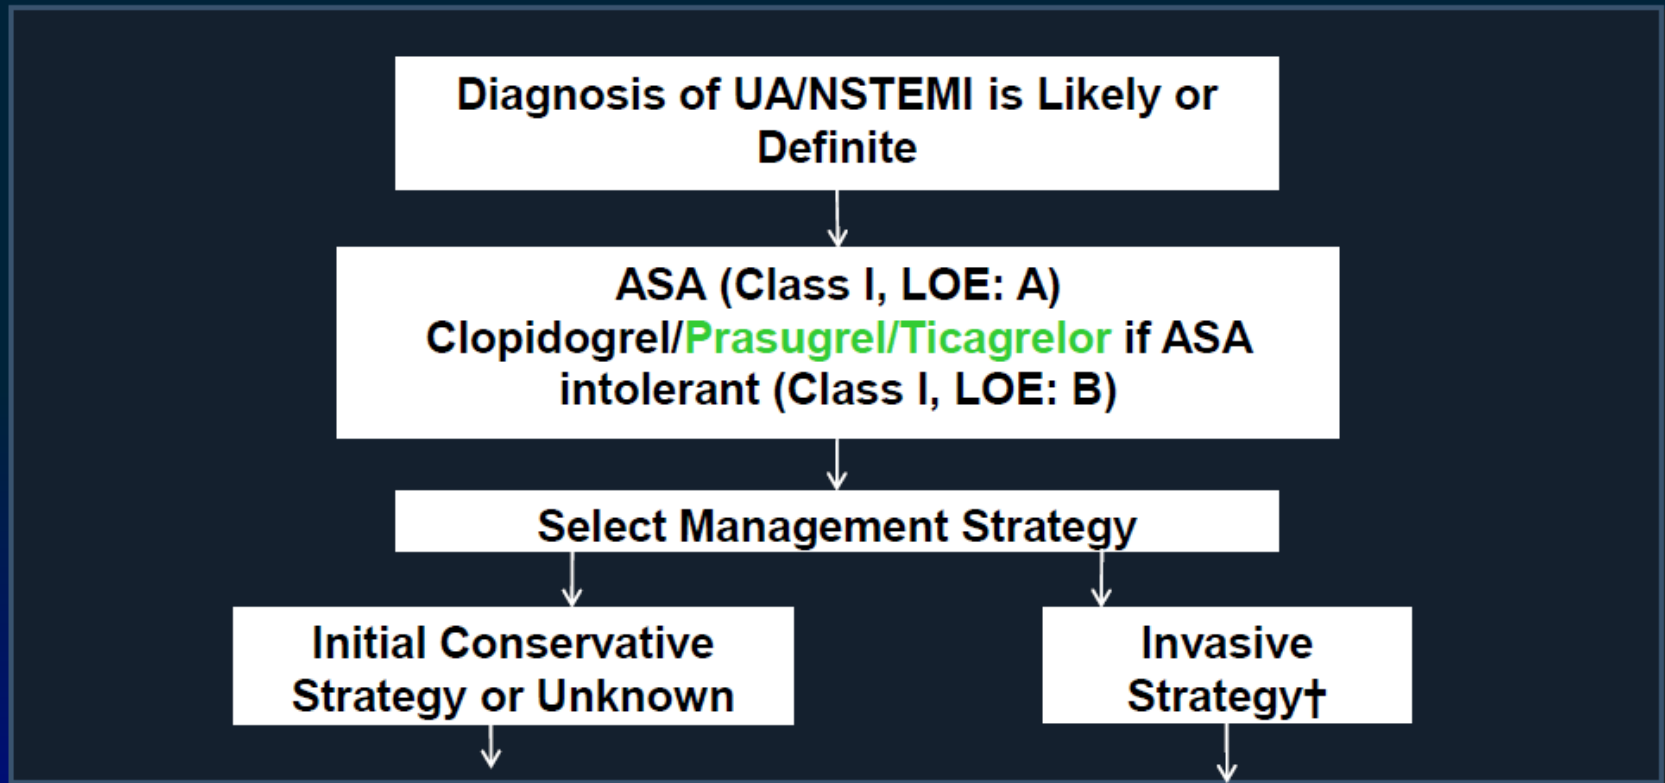 Diagnosis of UA/NSTEMI is Likely or
Definite
ASA (Class I, LOE: A)
Clopidogrel/Prasugrel/Ticagrelor if ASA
intolerant (Class I, LOE: B)
Select Management Strategy
Initial Conservative
Strategy or Unknown
Invasive
Strategy†